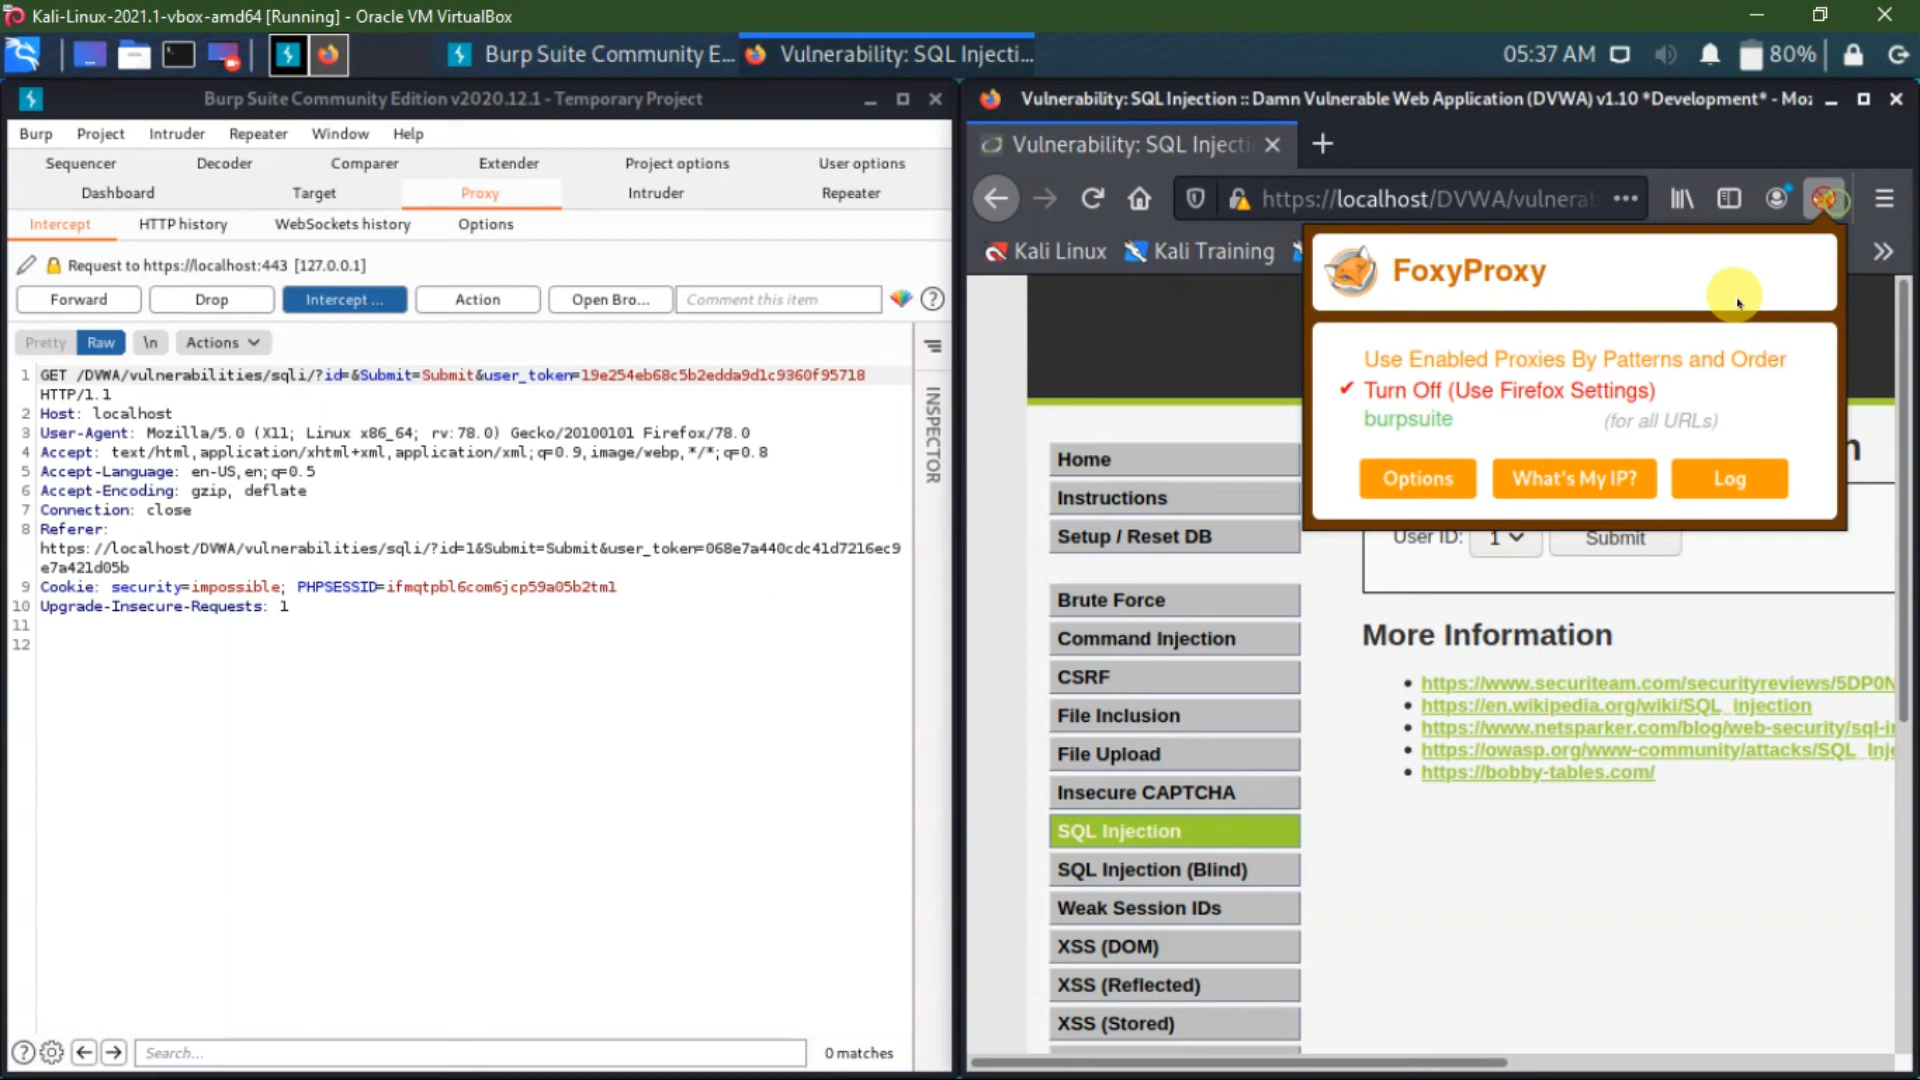 Kali-Linux-2021.1-vbox-amd64 [Running] - Oracle VM VirtualBox
Burp Suite Community E...
Vulnerability: SQL Injecti...
05:37 AM
80%
Burp Suite Community Edition v2020.12.1 - Temporary Project
Burp Project Intruder Repeater Window Help
Sequencer Decoder Comparer Extender Project options User options
Dashboard Target Proxy Intruder Repeater
Intercept HTTP history WebSockets history Options
Request to https://localhost:443 [127.0.0.1]
Forward Drop Intercept ... Action Open Bro... Comment this item
Pretty Raw \n Actions
1 GET /DVWA/vulnerabilities/sqli/?id=&Submit=Submit&user_token=19e254eb68c5b2edda9d1c9360f95718
HTTP/1.1
2 Host: localhost
3 User-Agent: Mozilla/5.0 (X11; Linux x86_64; rv:78.0) Gecko/20100101 Firefox/78.0
4 Accept: text/html,application/xhtml+xml,application/xml;q=0.9,image/webp,*/*;q=0.8
5 Accept-Language: en-US,en;q=0.5
6 Accept-Encoding: gzip, deflate
7 Connection: close
8 Referer:
https://localhost/DVWA/vulnerabilities/sqli/?id=1&Submit=Submit&user_token=068e7a440cdc41d7216ec9
e7a421d05b
9 Cookie: security=impossible; PHPSESSID=ifmqtpbl6com6jcp59a05b2tm1
10 Upgrade-Insecure-Requests: 1
11
12
INSPECTOR
Search...
0 matches
Vulnerability: SQL Injection :: Damn Vulnerable Web Application (DVWA) v1.10 *Development* - Moz
Vulnerability: SQL Injecti
https://localhost/DVWA/vulnerab
Kali Linux Kali Training
FoxyProxy
Use Enabled Proxies By Patterns and Order
✔ Turn Off (Use Firefox Settings)
burpsuite (for all URLs)
Options What's My IP? Log
n
Home
Instructions
Setup / Reset DB
Brute Force
Command Injection
CSRF
File Inclusion
File Upload
Insecure CAPTCHA
SQL Injection
SQL Injection (Blind)
Weak Session IDs
XSS (DOM)
XSS (Reflected)
XSS (Stored)
User ID: 1 Submit
More Information
https://www.securiteam.com/securityreviews/5DP0N
https://en.wikipedia.org/wiki/SQL_injection
https://www.netsparker.com/blog/web-security/sql-i
https://owasp.org/www-community/attacks/SQL_Inje
https://bobby-tables.com/